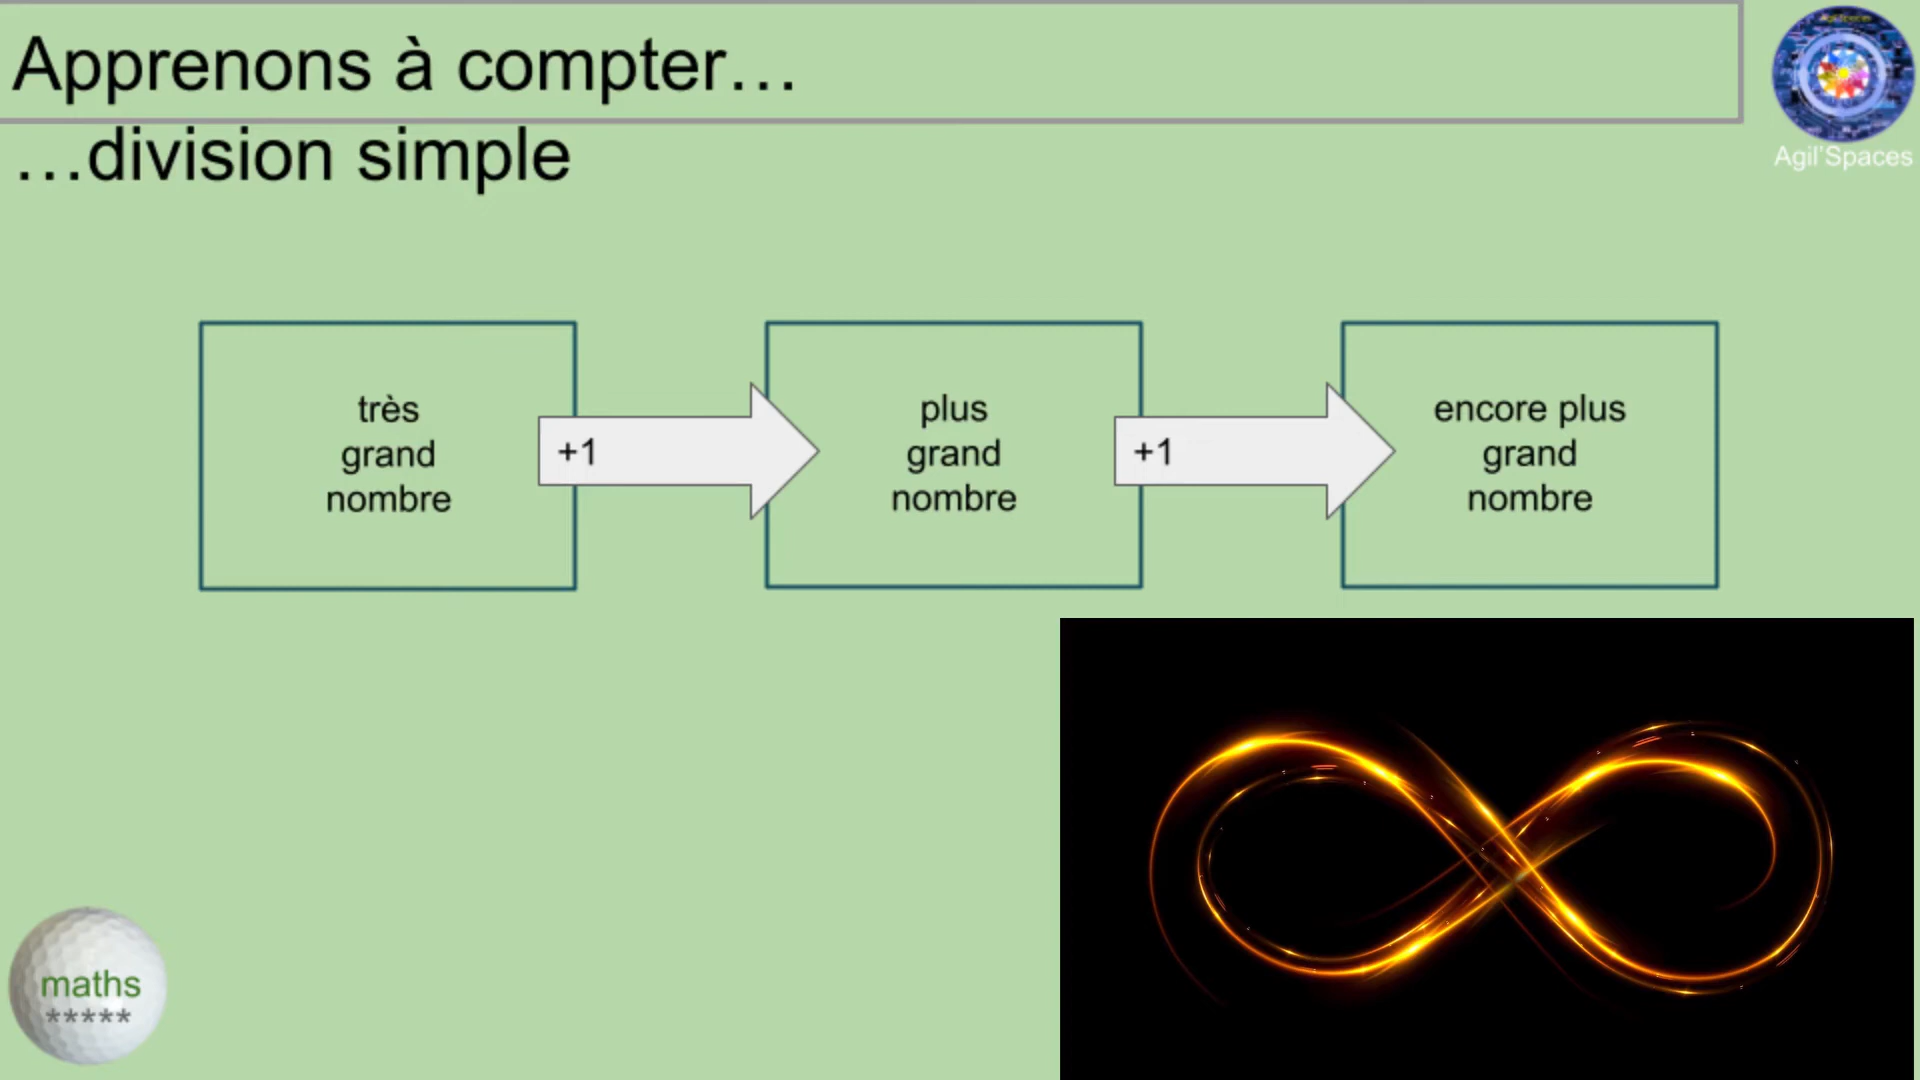 Apprenons à compter…
…division simple
Agil'Spaces
très
grand
nombre
+1
plus
grand
nombre
+1
encore plus
grand
nombre
maths
*****